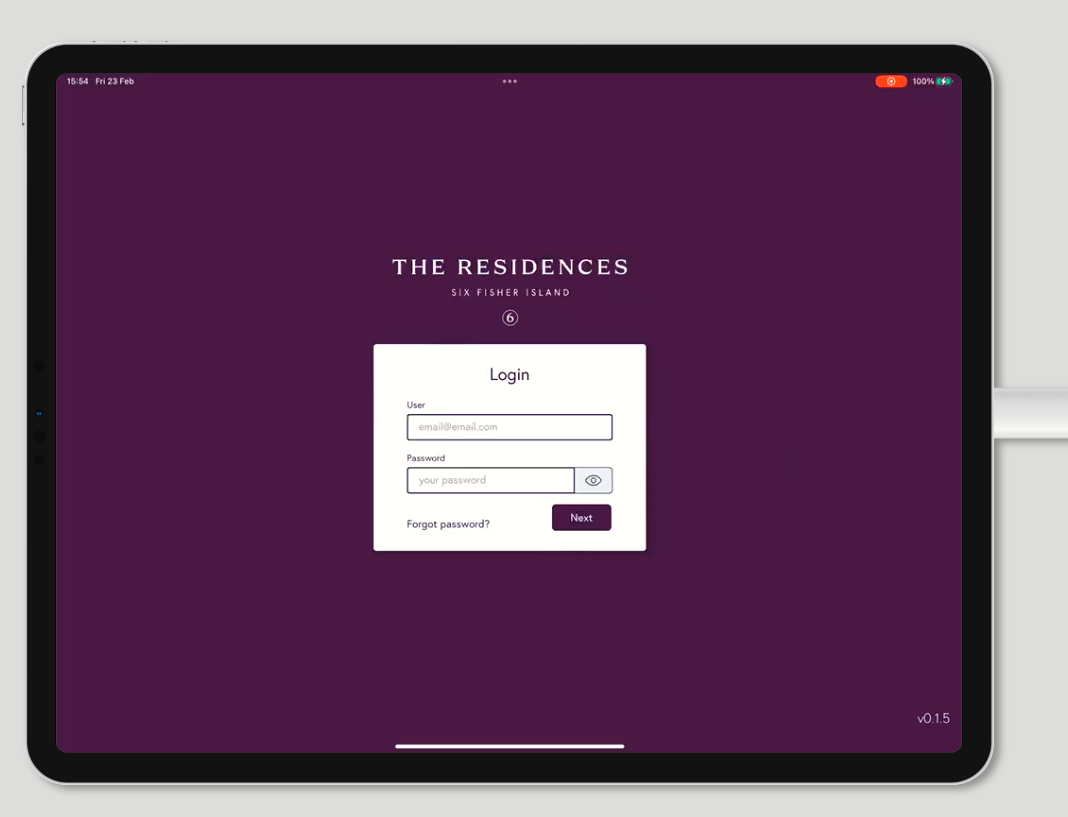 15:54 Fri 23 Feb
100%
THE RESIDENCES
SIX FISHER ISLAND
6
Login
User
email@email.com
Password
your password
Forgot password?
Next
v0.1.5